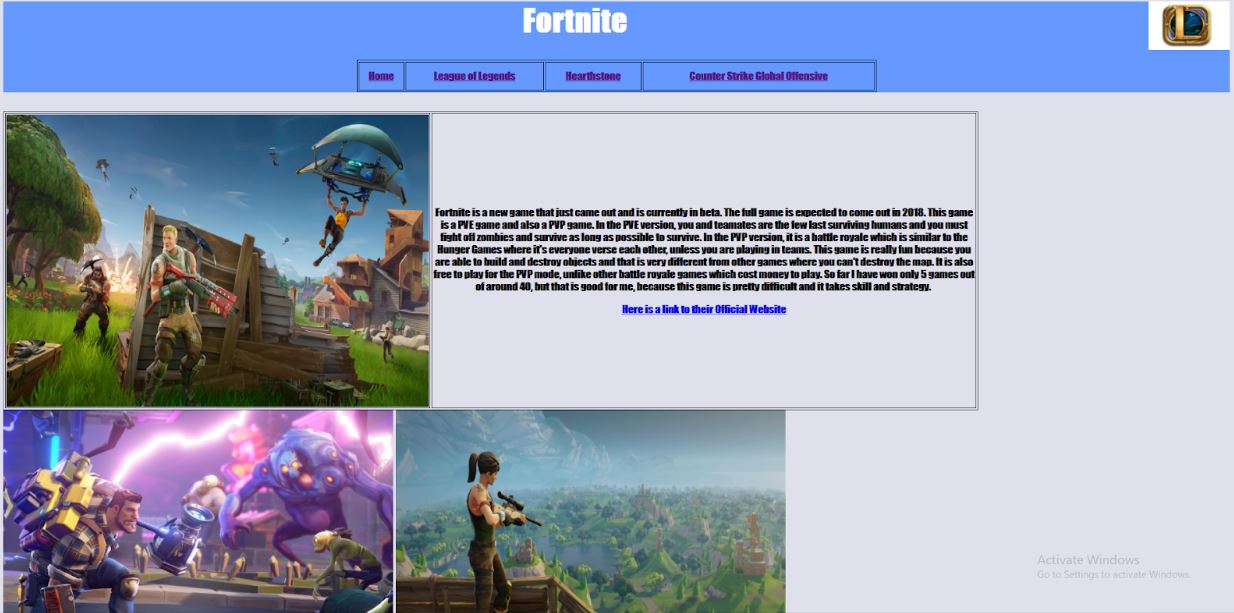 Fortnite
Home League of Legends Hearthstone Counter Strike Global Offensive
Fortnite is a new game that just came out and is currently in beta. The full game is expected to come out in 2018. This game
is a PVE game and also a PVP game. In the PVE version, you and teamates are the few last surviving humans and you must
fight off zombies and survive as long as possible to survive. In the PVP version, it is a battle royale which is similar to the
Hunger Games where it's everyone verse each other, unless you are playing in teams. This game is really fun because you
are able to build and destroy objects and that is very different from other games where you can't destroy the map. It is also
free to play for the PVP mode, unlike other battle royale games which cost money to play. So far I have won only 5 games out
of around 40, but that is good for me, because this game is pretty difficult and it takes skill and strategy.
Here is a link to their Official Website
Activate Windows
Go to Settings to activate Windows.